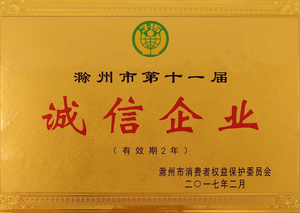 滁州市第十一届
诚信企业
(有效期2年)
滁州市消费者权益保护委员会
二〇一七年二月